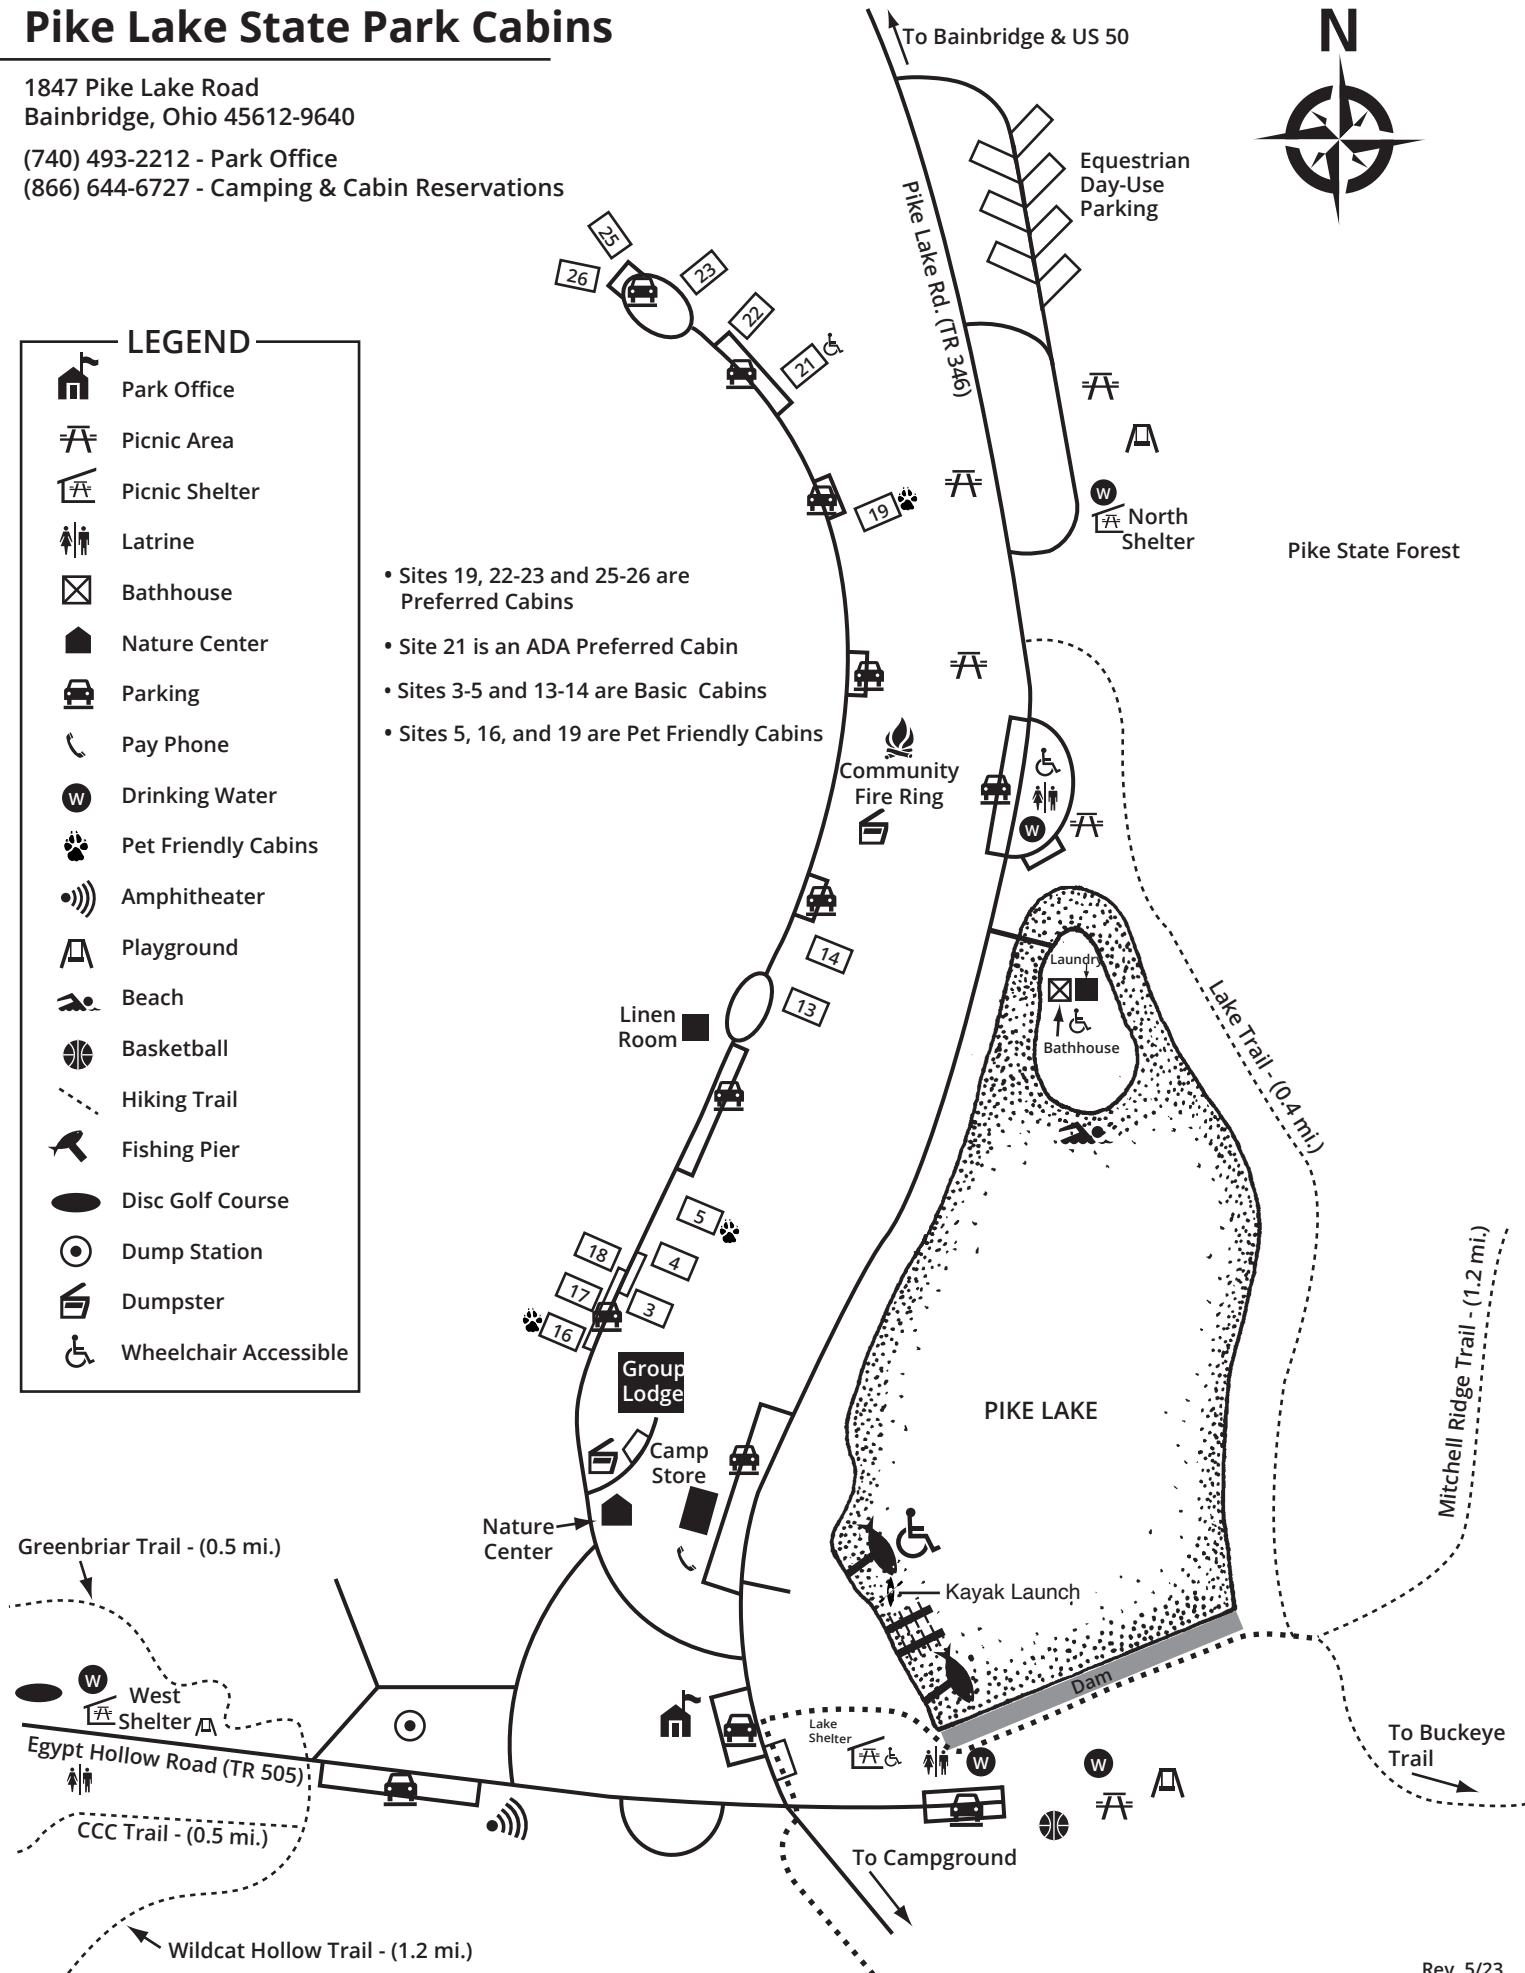 Pike Lake State Park Cabins
1847 Pike Lake Road
Bainbridge, Ohio 45612-9640
(740) 493-2212 - Park Office
(866) 644-6727 - Camping & Cabin Reservations
To Bainbridge & US 50
N
Equestrian
Day-Use
Parking
Pike Lake Rd. (TR 346)
25
26
23
22
21
19
LEGEND
Park Office
Picnic Area
Picnic Shelter
Latrine
Bathhouse
Nature Center
Parking
Pay Phone
W
Drinking Water
Pet Friendly Cabins
Amphitheater
Playground
Beach
Basketball
Hiking Trail
Fishing Pier
Disc Golf Course
Dump Station
Dumpster
Wheelchair Accessible
• Sites 19, 22-23 and 25-26 are
Preferred Cabins
• Site 21 is an ADA Preferred Cabin
• Sites 3-5 and 13-14 are Basic Cabins
• Sites 5, 16, and 19 are Pet Friendly Cabins
W
North
Shelter
Pike State Forest
Community
Fire Ring
W
14
13
Linen
Room
Laundry
Bathhouse
Lake Trail - (0.4 mi.)
5
18
4
17
3
16
Group
Lodge
Camp
Store
Nature
Center
PIKE LAKE
Mitchell Ridge Trail - (1.2 mi.)
Kayak Launch
Dam
Greenbriar Trail - (0.5 mi.)
W
West
Shelter
Egypt Hollow Road (TR 505)
CCC Trail - (0.5 mi.)
Wildcat Hollow Trail - (1.2 mi.)
Lake
Shelter
W
W
To Buckeye
Trail
To Campground
Rev. 5/23